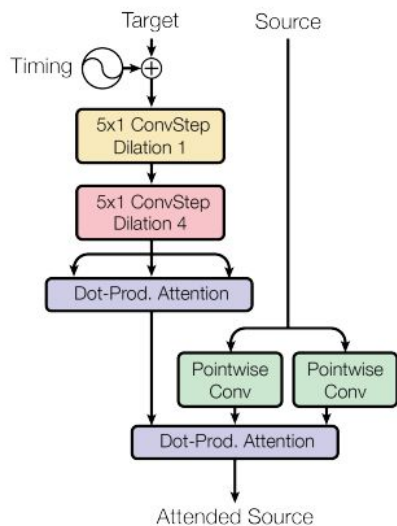 Target
Source
Timing
5x1 ConvStep
Dilation 1
5x1 ConvStep
Dilation 4
Dot-Prod. Attention
Pointwise
Conv
Pointwise
Conv
Dot-Prod. Attention
Attended Source